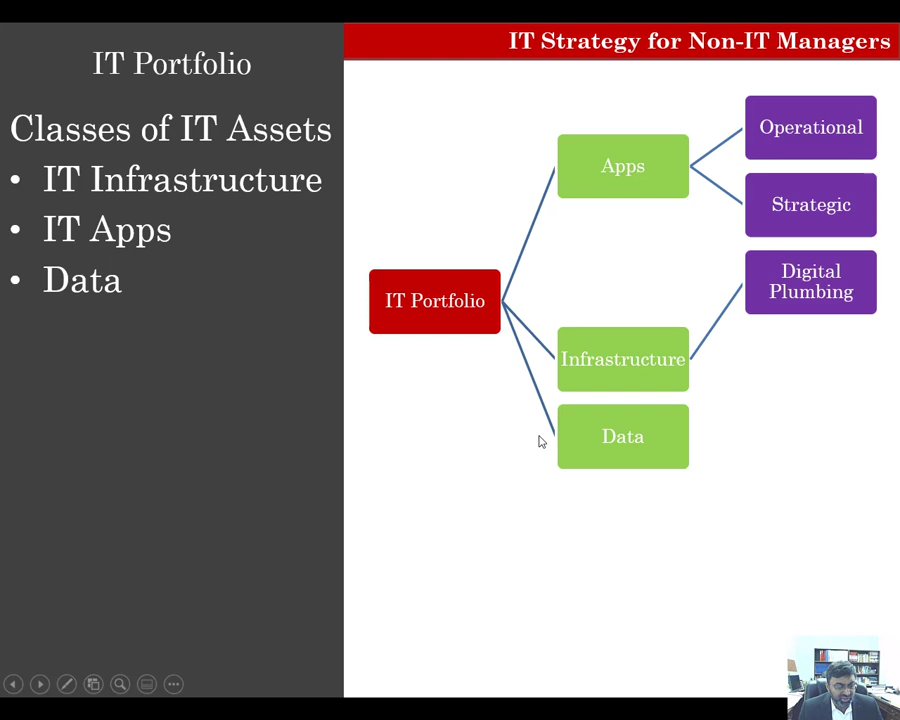 IT Portfolio
Classes of IT Assets
• IT Infrastructure
• IT Apps
• Data
IT Strategy for Non-IT Managers
IT Portfolio
Apps
Infrastructure
Data
Operational
Strategic
Digital
Plumbing